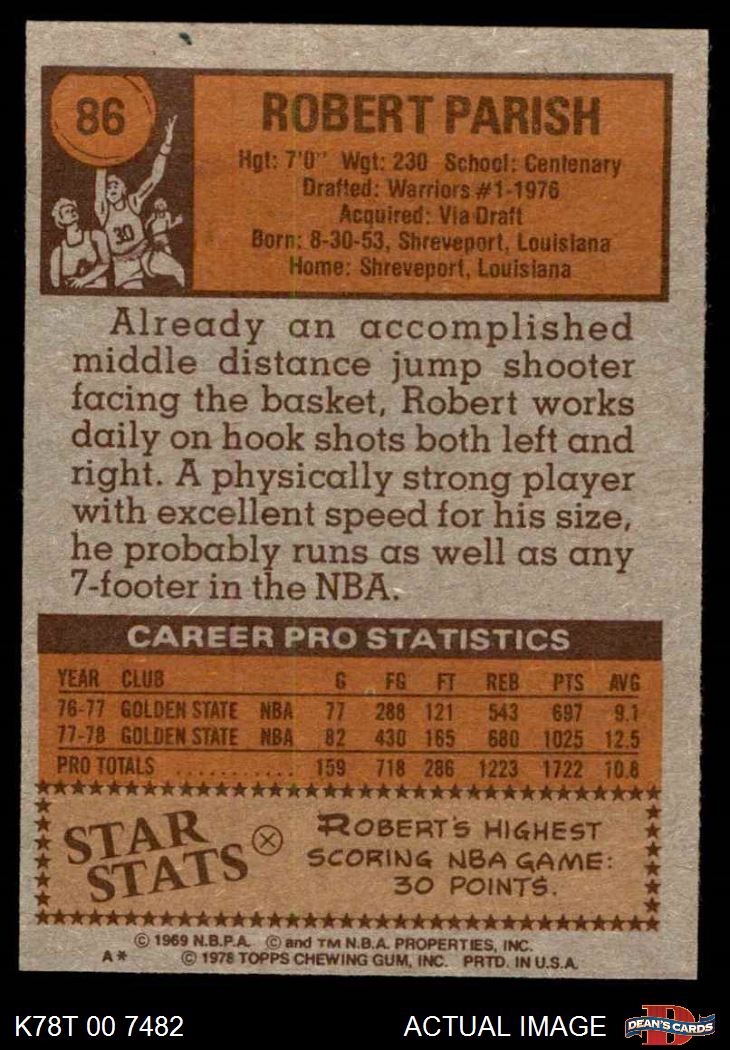 86
ROBERT PARISH
Hgt: 7'0" Wgt: 230 School: Centenary
Drafted: Warriors #1-1976
Acquired: Via Draft
Born: 8-30-53, Shreveport, Louisiana
Home: Shreveport, Louisiana
30
Already an accomplished
middle distance jump shooter
facing the basket, Robert works
daily on hook shots both left and
right. A physically strong player
with excellent speed for his size,
he probably runs as well as any
7-footer in the NBA.
CAREER PRO STATISTICS
YEAR CLUB G FG FT REB PTS AVG
76-77 GOLDEN STATE NBA 77 288 121 543 697 9.1
77-78 GOLDEN STATE NBA 82 430 165 680 1025 12.5
PRO TOTALS ........... 159 718 286 1223 1722 10.8
STAR STATS
ROBERT'S HIGHEST
SCORING NBA GAME:
30 POINTS.
© 1969 N.B.P.A. © and TM N.B.A. PROPERTIES, INC.
A* © 1978 TOPPS CHEWING GUM, INC. PRTD. IN U.S.A.
K78T 00 7482 ACTUAL IMAGE D DEAN'S CARDS